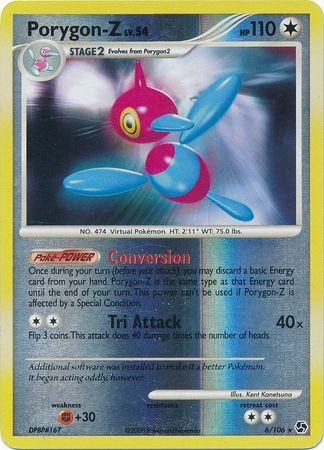 Porygon-Z LV.54 HP 110
STAGE2 Evolves from Porygon2
NO. 474 Virtual Pokémon HT: 2'11" WT: 75.0 lbs.
Poké-POWER Conversion
Once during your turn (before your attack), you may discard a basic Energy
card from your hand. Porygon-Z is the same type as that Energy card
until the end of your turn. This power can't be used if Porygon-Z is
affected by a Special Condition.
Tri Attack 40×
Flip 3 coins. This attack does 40 damage times the number of heads.
Additional software was installed to make it a better Pokémon.
It began acting oddly, however.
Illus. Kent Kanetsuna
weakness resistance retreat cost
+30
DPBP#167 ©2009 Pokémon/Nintendo 6/106 ★